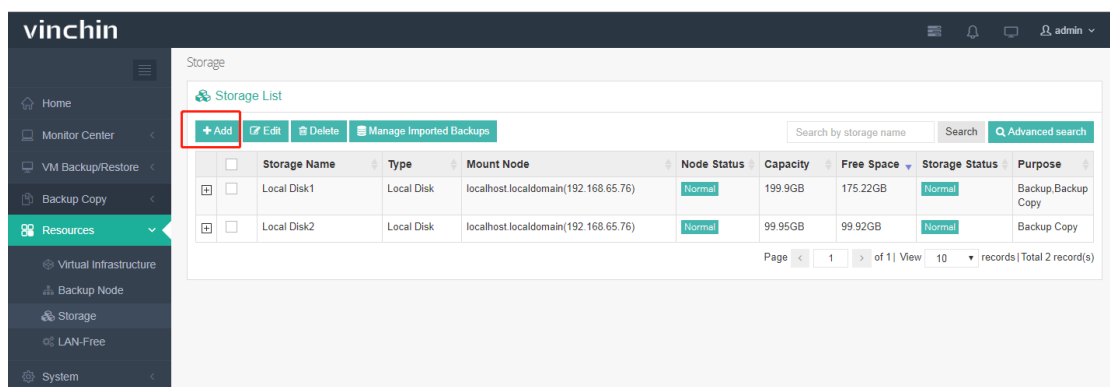 vinchin
admin
Storage
Home
Monitor Center
VM Backup/Restore
Backup Copy
Resources
Virtual Infrastructure
Backup Node
Storage
LAN-Free
System
Storage List
Add Edit Delete Manage Imported Backups Search by storage name Search Advanced search
Storage Name Type Mount Node Node Status Capacity Free Space Storage Status Purpose
Local Disk1 Local Disk localhost.localdomain(192.168.65.76) Normal 199.9GB 175.22GB Normal Backup,Backup
Copy
Local Disk2 Local Disk localhost.localdomain(192.168.65.76) Normal 99.95GB 99.92GB Normal Backup Copy
Page < 1 > of 1| View 10 records|Total 2 record(s)